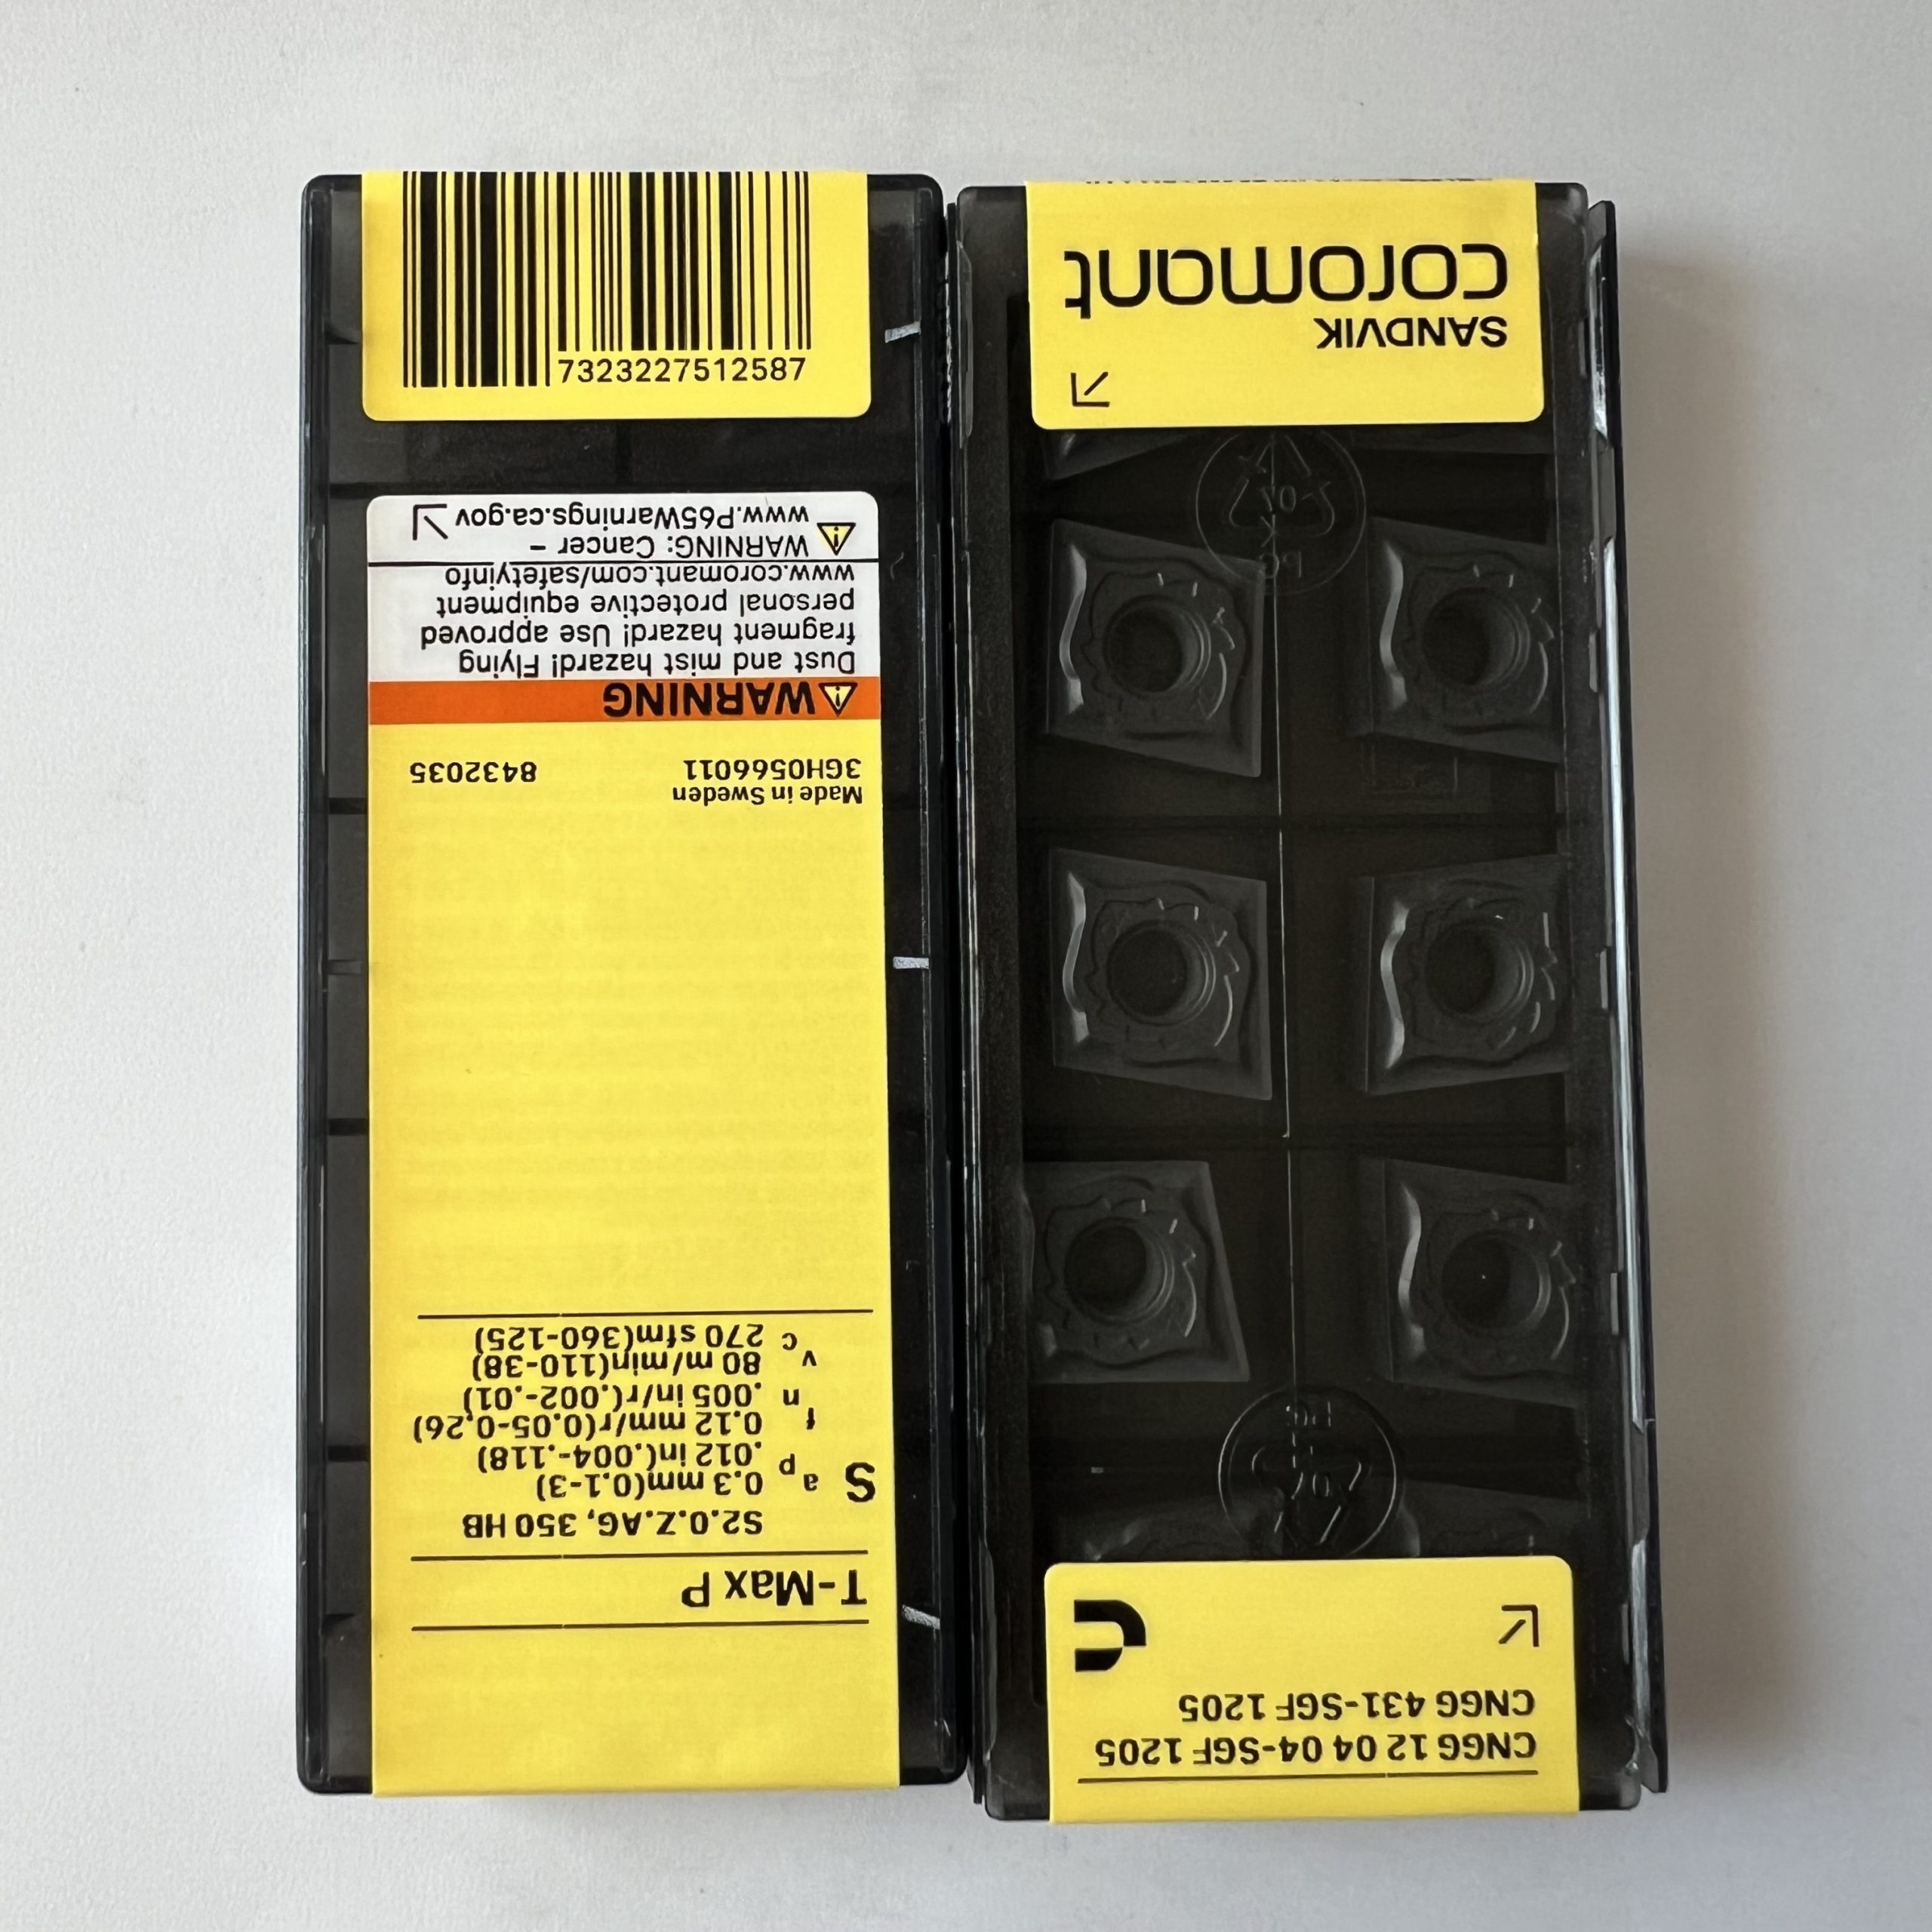 7323227512587
T-Max P
S2.0.Z.AG, 350 HB
S
ap 0.3 mm(0.1-3)
.012 in(.004-.118)
fn 0.12 mm/r(0.05-0.26)
.005 in/r(.002-.01)
vc 80 m/min(110-38)
270 sfm(360-125)
Made in Sweden
3GH0566011 8432035
WARNING
Dust and mist hazard! Flying
fragment hazard! Use approved
personal protective equipment
www.coromant.com/safetyinfo
WARNING: Cancer -
www.P65Warnings.ca.gov
CNGG 12 04 04-SGF 1205
CNGG 431-SGF 1205
PC
07
PC
07
SANDVIK
coromant